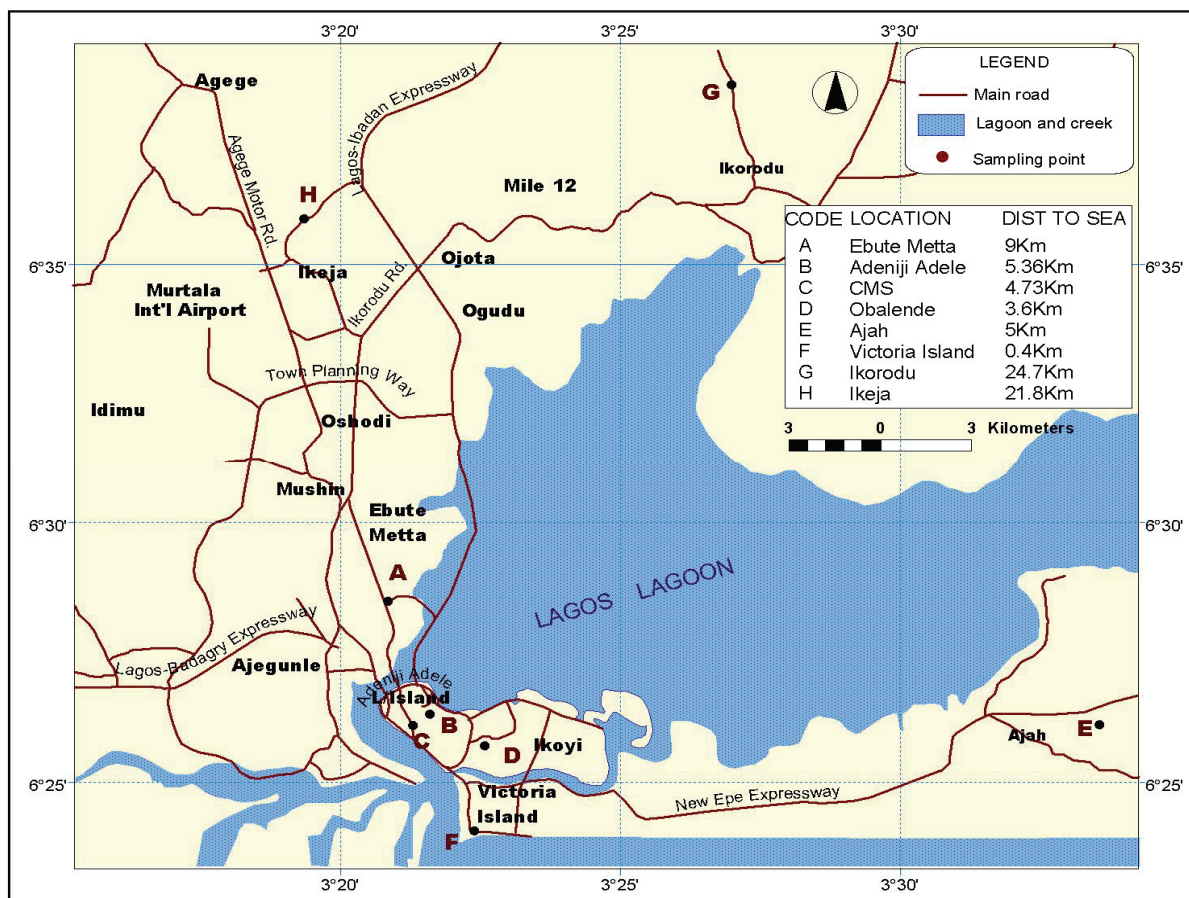 3°20'
3°25'
3°30'
LEGEND
Main road
Lagoon and creek
Sampling point
Agege
Lagos-Ibadan Expressway
Agege Motor Rd.
G
Ikorodu
Mile 12
H
Ikeja
Ikorodu Rd.
Ojota
CODE LOCATION DIST TO SEA
A Ebute Metta 9Km
B Adeniji Adele 5.36Km
C CMS 4.73Km
D Obalende 3.6Km
E Ajah 5Km
F Victoria Island 0.4Km
G Ikorodu 24.7Km
H Ikeja 21.8Km
6°35'
6°35'
Murtala
Int'l Airport
Ogudu
Town Planning Way
Idimu
Oshodi
3 0 3 Kilometers
Mushin
Ebute
Metta
6°30'
6°30'
A
LAGOS LAGOON
Lagos-Badagry Expressway
Ajegunle
Adeniji Adele
L'Island
B
C
D
Ikoyi
Ajah
E
6°25'
6°25'
Victoria
Island
New Epe Expressway
F
3°20'
3°25'
3°30'